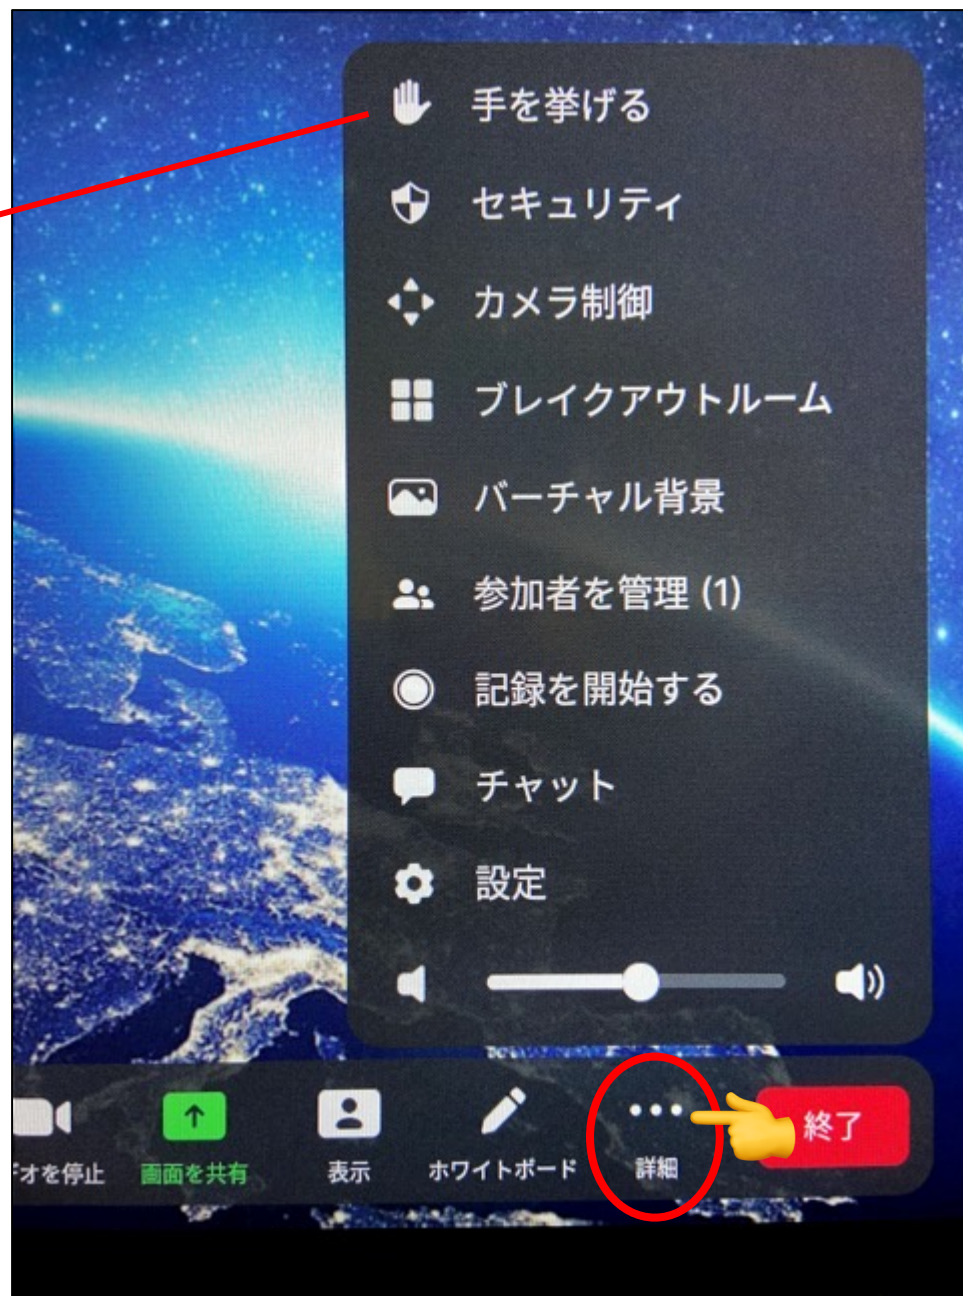 手を挙げる
セキュリティ
カメラ制御
ブレイクアウトルーム
バーチャル背景
参加者を管理 (1)
記録を開始する
チャット
設定
デオを停止
画面を共有
表示
ホワイトボード
詳細
終了